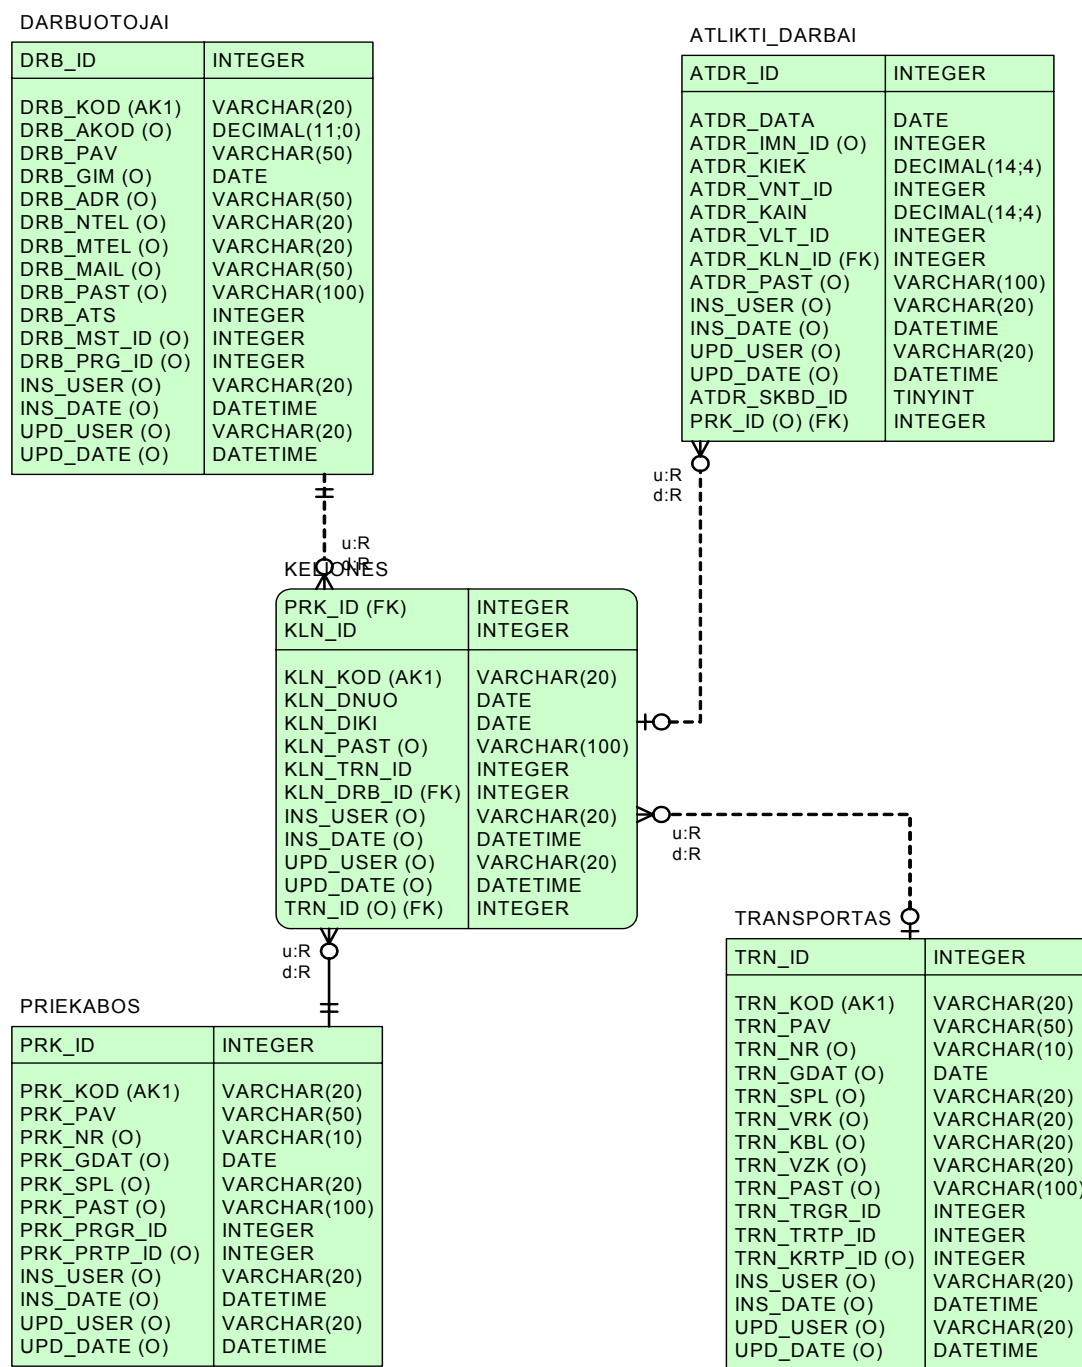 DARBUOTOJAI
DRB_ID INTEGER
DRB_KOD (AK1) VARCHAR(20)
DRB_AKOD (O) DECIMAL(11;0)
DRB_PAV VARCHAR(50)
DRB_GIM (O) DATE
DRB_ADR (O) VARCHAR(50)
DRB_NTEL (O) VARCHAR(20)
DRB_MTEL (O) VARCHAR(20)
DRB_MAIL (O) VARCHAR(50)
DRB_PAST (O) VARCHAR(100)
DRB_ATS INTEGER
DRB_MST_ID (O) INTEGER
DRB_PRG_ID (O) INTEGER
INS_USER (O) VARCHAR(20)
INS_DATE (O) DATETIME
UPD_USER (O) VARCHAR(20)
UPD_DATE (O) DATETIME
ATLIKTI_DARBAI
ATDR_ID INTEGER
ATDR_DATA DATE
ATDR_IMN_ID (O) INTEGER
ATDR_KIEK DECIMAL(14;4)
ATDR_VNT_ID INTEGER
ATDR_KAIN DECIMAL(14;4)
ATDR_VLT_ID INTEGER
ATDR_KLN_ID (FK) INTEGER
ATDR_PAST (O) VARCHAR(100)
INS_USER (O) VARCHAR(20)
INS_DATE (O) DATETIME
UPD_USER (O) VARCHAR(20)
UPD_DATE (O) DATETIME
ATDR_SKBD_ID TINYINT
PRK_ID (O) (FK) INTEGER
u:R
d:R
u:R
d:R
KELIONES
PRK_ID (FK) INTEGER
KLN_ID INTEGER
KLN_KOD (AK1) VARCHAR(20)
KLN_DNUO DATE
KLN_DIKI DATE
KLN_PAST (O) VARCHAR(100)
KLN_TRN_ID INTEGER
KLN_DRB_ID (FK) INTEGER
INS_USER (O) VARCHAR(20)
INS_DATE (O) DATETIME
UPD_USER (O) VARCHAR(20)
UPD_DATE (O) DATETIME
TRN_ID (O) (FK) INTEGER
u:R
d:R
u:R
d:R
PRIEKABOS
PRK_ID INTEGER
PRK_KOD (AK1) VARCHAR(20)
PRK_PAV VARCHAR(50)
PRK_NR (O) VARCHAR(10)
PRK_GDAT (O) DATE
PRK_SPL (O) VARCHAR(20)
PRK_PAST (O) VARCHAR(100)
PRK_PRGR_ID INTEGER
PRK_PRTP_ID (O) INTEGER
INS_USER (O) VARCHAR(20)
INS_DATE (O) DATETIME
UPD_USER (O) VARCHAR(20)
UPD_DATE (O) DATETIME
TRANSPORTAS
TRN_ID INTEGER
TRN_KOD (AK1) VARCHAR(20)
TRN_PAV VARCHAR(50)
TRN_NR (O) VARCHAR(10)
TRN_GDAT (O) DATE
TRN_SPL (O) VARCHAR(20)
TRN_VRK (O) VARCHAR(20)
TRN_KBL (O) VARCHAR(20)
TRN_VZK (O) VARCHAR(20)
TRN_PAST (O) VARCHAR(100)
TRN_TRGR_ID INTEGER
TRN_TRTP_ID INTEGER
TRN_KRTP_ID (O) INTEGER
INS_USER (O) VARCHAR(20)
INS_DATE (O) DATETIME
UPD_USER (O) VARCHAR(20)
UPD_DATE (O) DATETIME